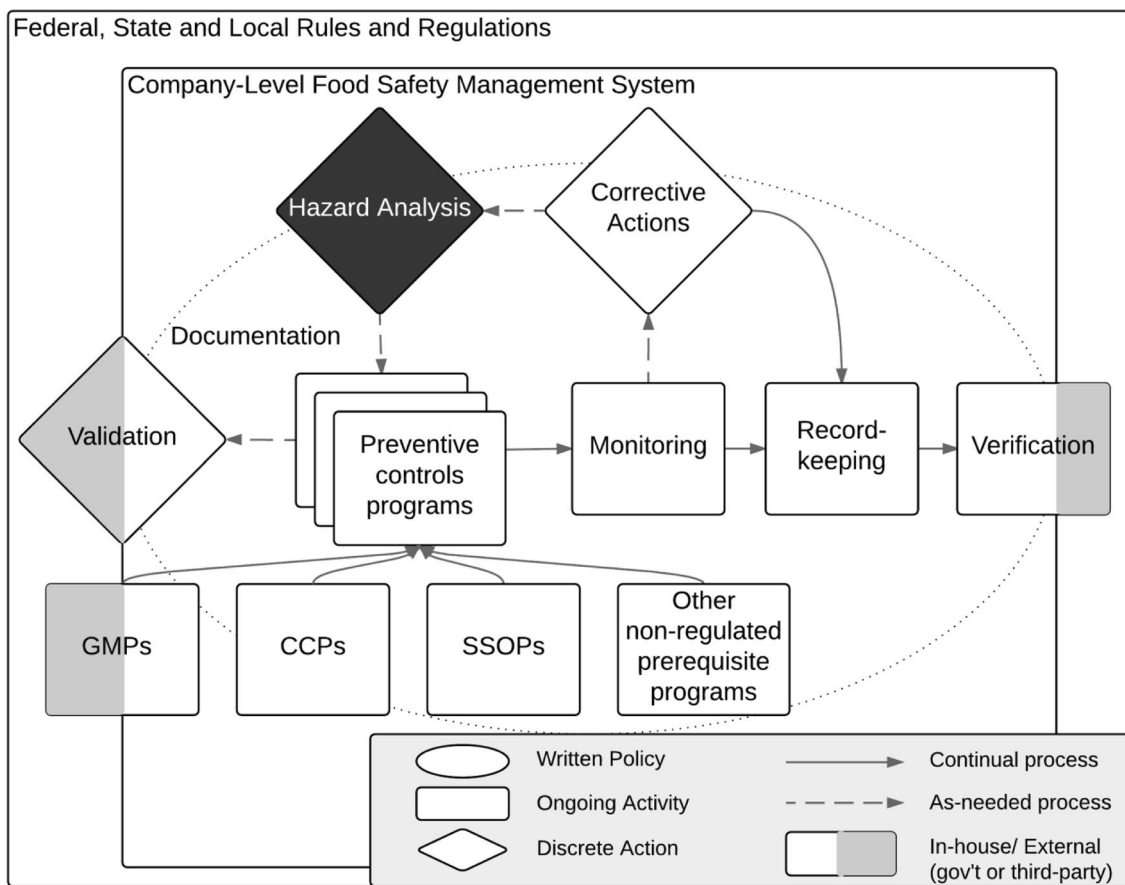 Federal, State and Local Rules and Regulations
Company-Level Food Safety Management System
Hazard Analysis
Corrective
Actions
Documentation
Validation
Preventive
controls
programs
Monitoring
Record-
keeping
Verification
GMPs
CCPs
SSOPs
Other
non-regulated
prerequisite
programs
Written Policy
Continual process
Ongoing Activity
As-needed process
Discrete Action
In-house/ External
(gov't or third-party)